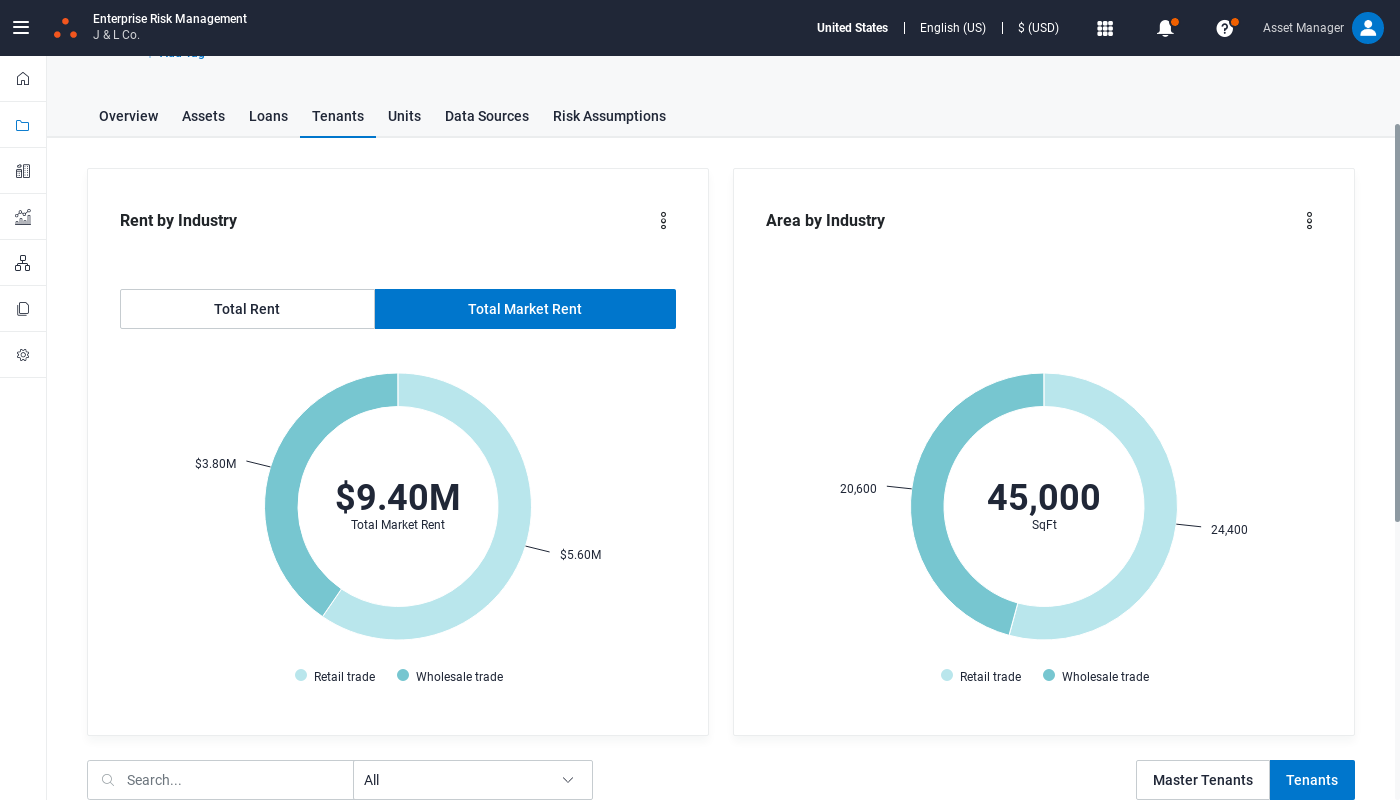 Enterprise Risk Management
J & L Co.
United States
English (US)
$ (USD)
Asset Manager
Overview
Assets
Loans
Tenants
Units
Data Sources
Risk Assumptions
Rent by Industry
Total Rent
Total Market Rent
$3.80M
$9.40M
Total Market Rent
$5.60M
Retail trade
Wholesale trade
Area by Industry
20,600
45,000
SqFt
24,400
Retail trade
Wholesale trade
Search...
All
Master Tenants
Tenants